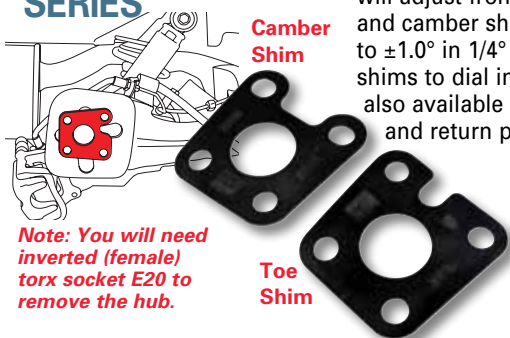 SERIES
will adjust fron
and camber sh
to ±1.0° in 1/4°
shims to dial in
also available
and return p
Camber
Shim
Note: You will need
inverted (female)
torx socket E20 to
remove the hub.
Toe
Shim